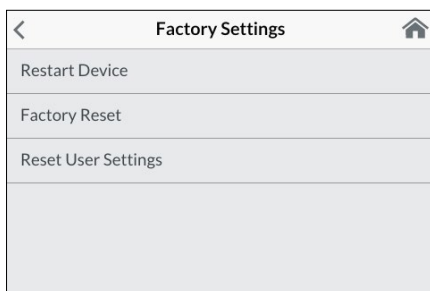 Factory Settings
Restart Device
Factory Reset
Reset User Settings